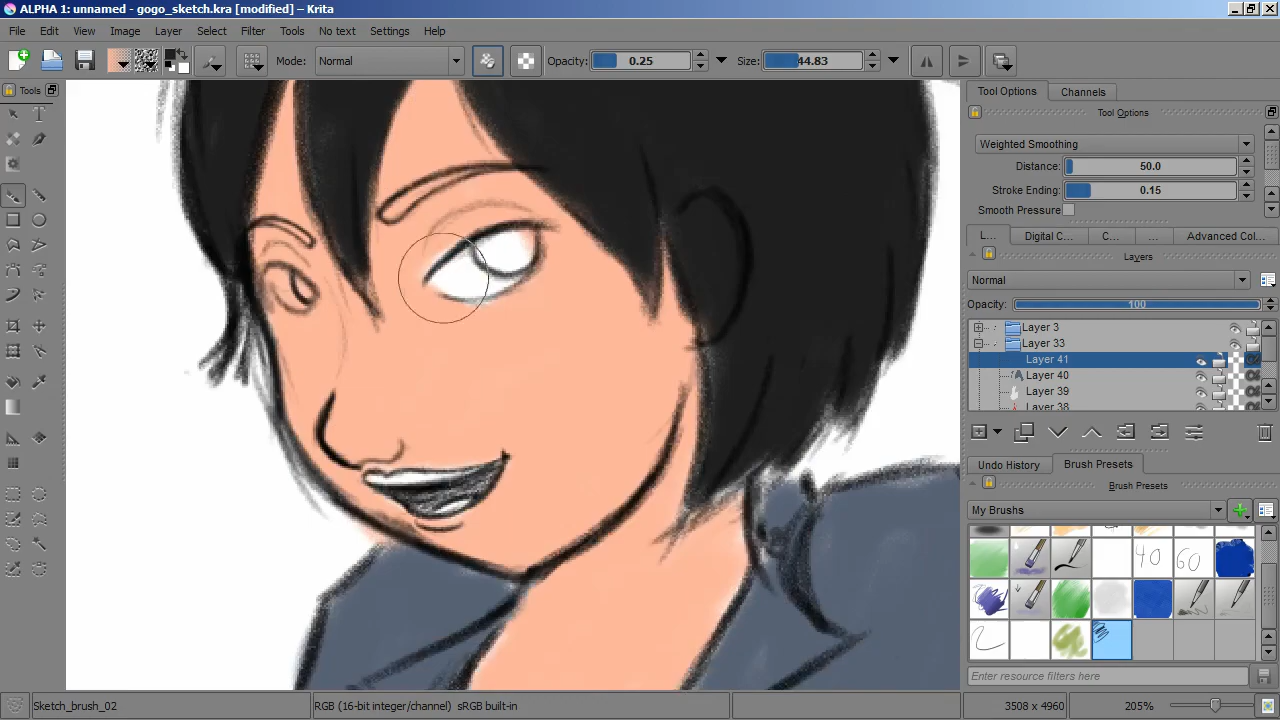 ALPHA 1: unnamed - gogo_sketch.kra [modified] – Krita
File Edit View Image Layer Select Filter Tools No text Settings Help
Mode: Normal Opacity: 0.25 Size: 44.83
Tools
Tool Options Channels
Tool Options
Weighted Smoothing
Distance: 50.0
Stroke Ending: 0.15
Smooth Pressure
L... Digital C... C... ... Advanced Col...
Layers
Normal
Opacity: 100
Layer 3
Layer 33
Layer 41
Layer 40
Layer 39
Layer 38
Undo History Brush Presets
Brush Presets
My Brushes
40 60
Enter resource filters here
Sketch_brush_02 RGB (16-bit integer/channel) sRGB built-in 3508 x 4960 205%